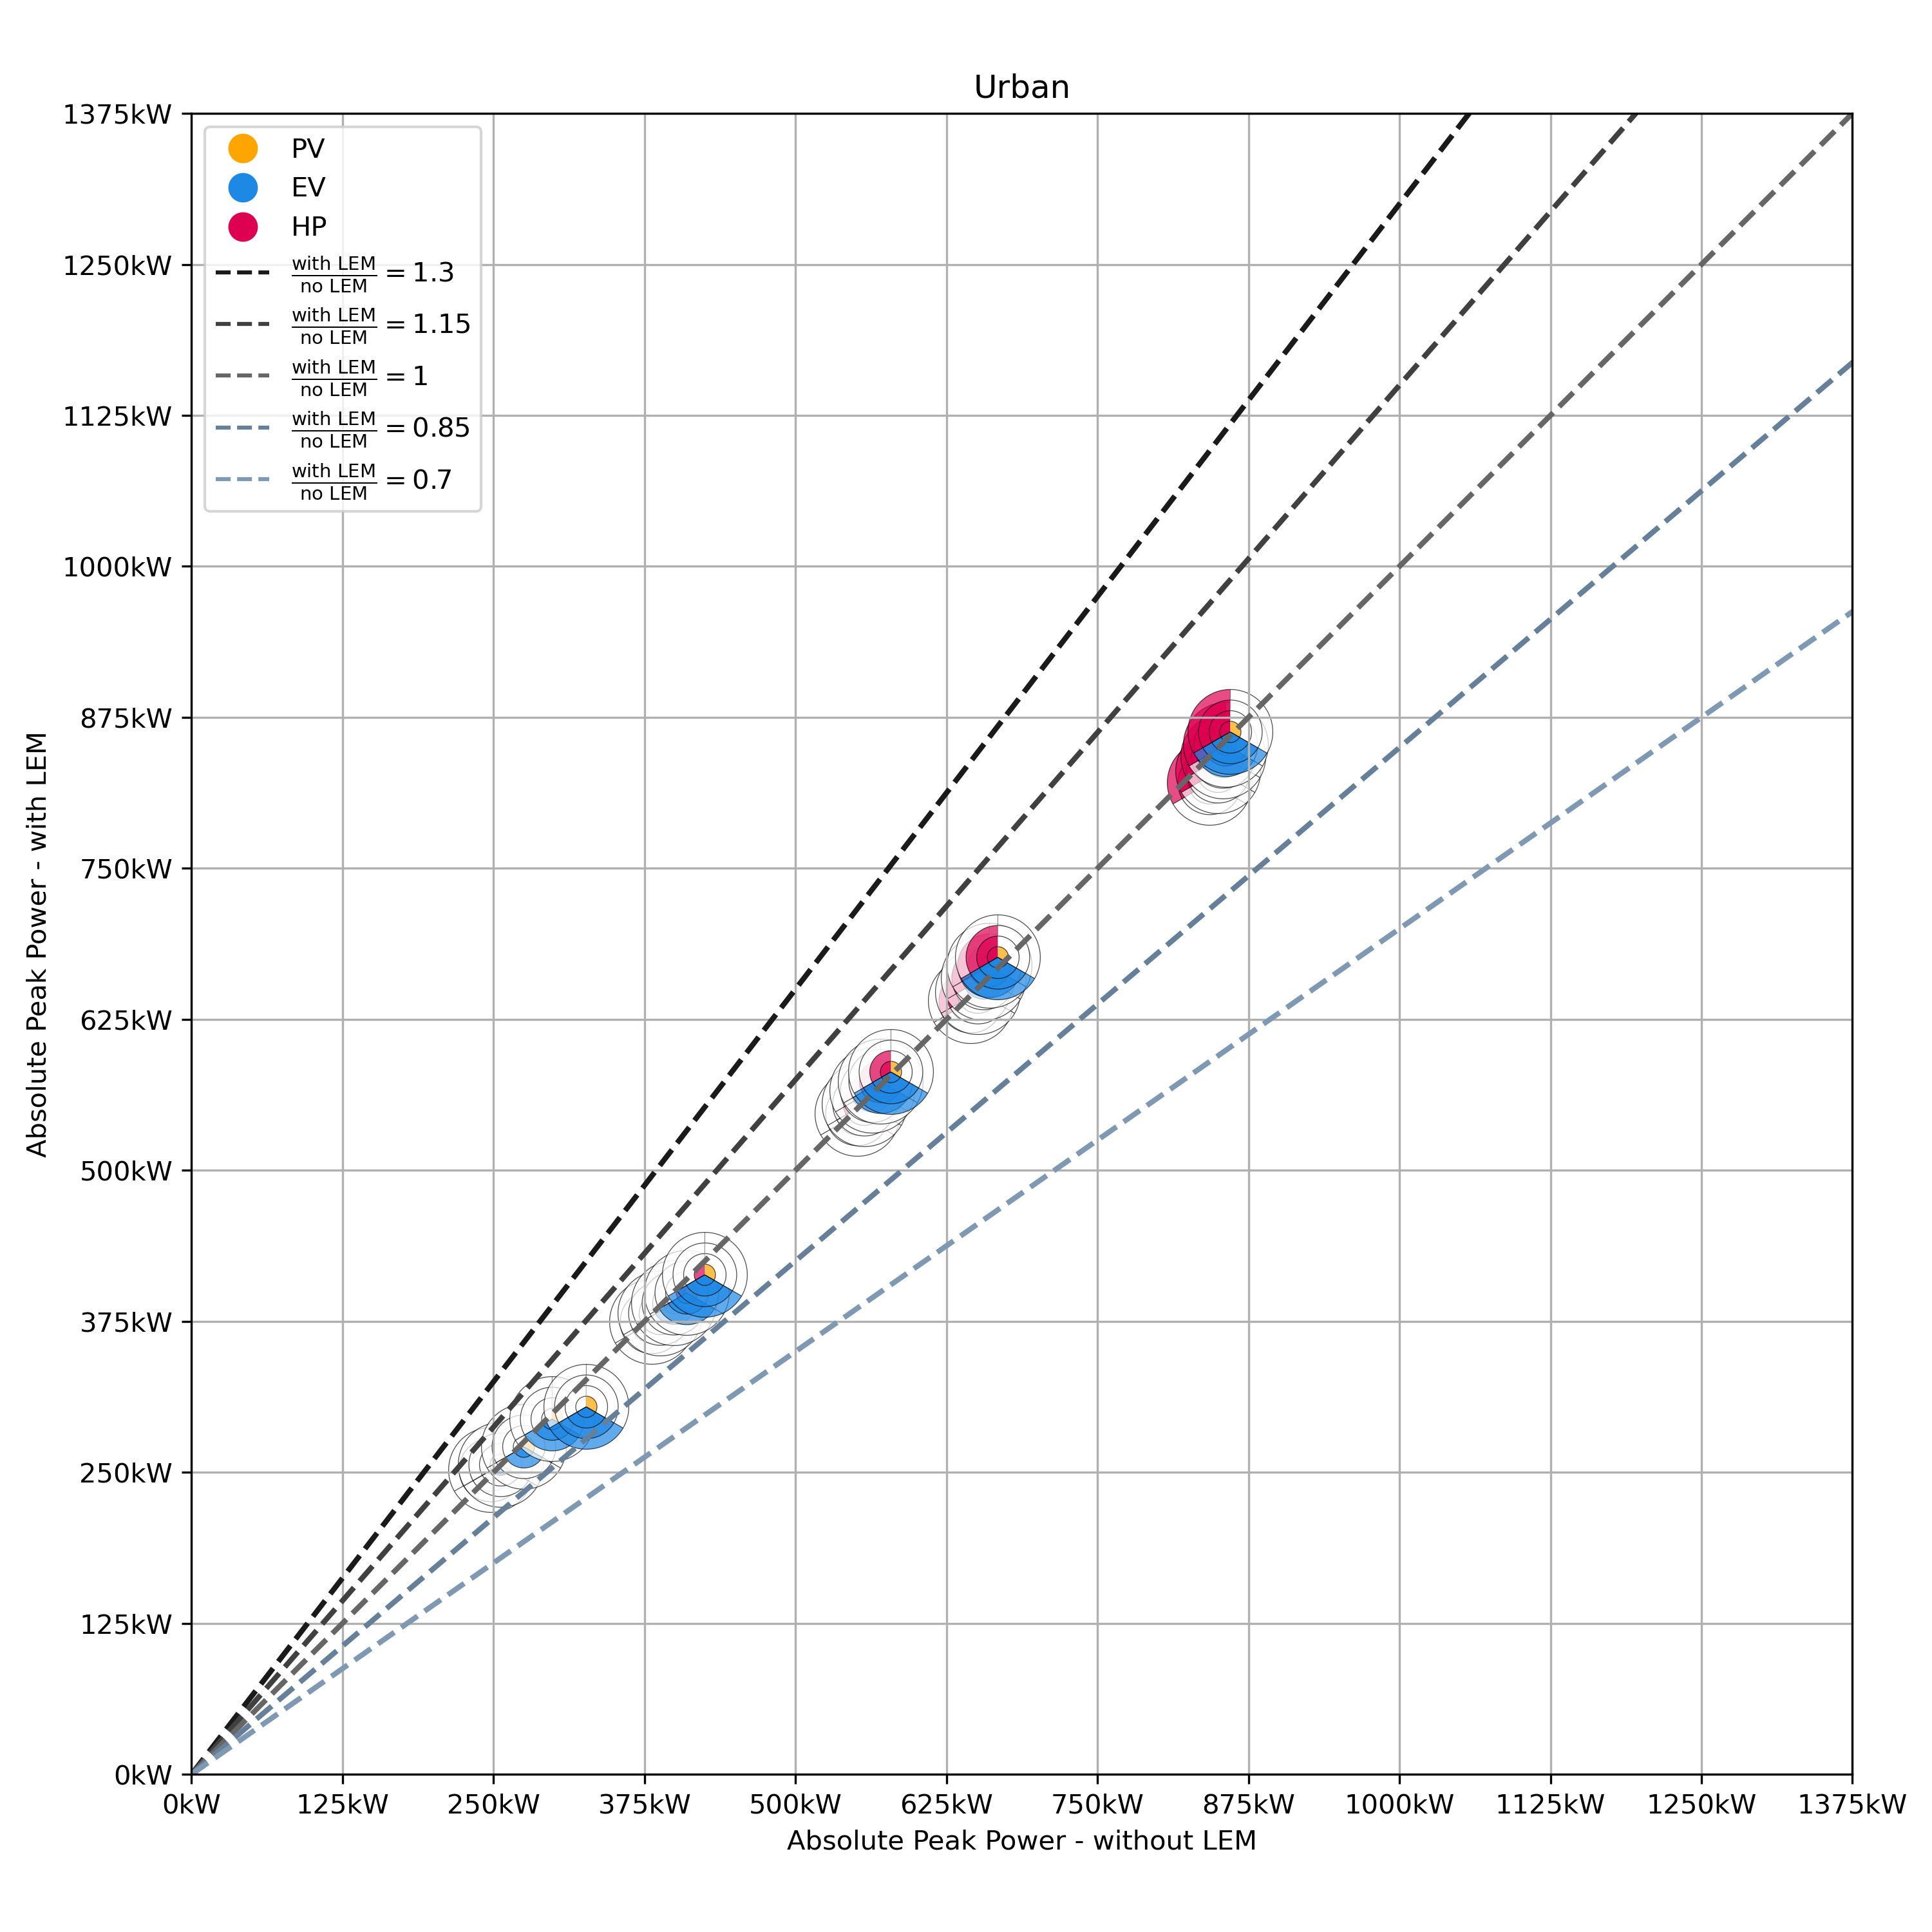 Urban
1375kW
1250kW
1125kW
1000kW
875kW
750kW
625kW
500kW
375kW
250kW
125kW
0kW
Absolute Peak Power - with LEM
PV
EV
HP
with LEM / no LEM = 1.3
with LEM / no LEM = 1.15
with LEM / no LEM = 1
with LEM / no LEM = 0.85
with LEM / no LEM = 0.7
0kW 125kW 250kW 375kW 500kW 625kW 750kW 875kW 1000kW 1125kW 1250kW 1375kW
Absolute Peak Power - without LEM